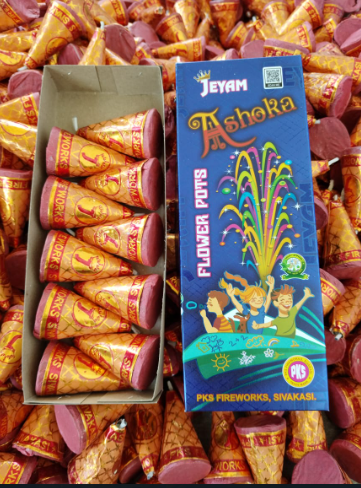 JEYAM
Ashoka
FLOWER POTS
PKS
PKS FIREWORKS, SIVAKASI.